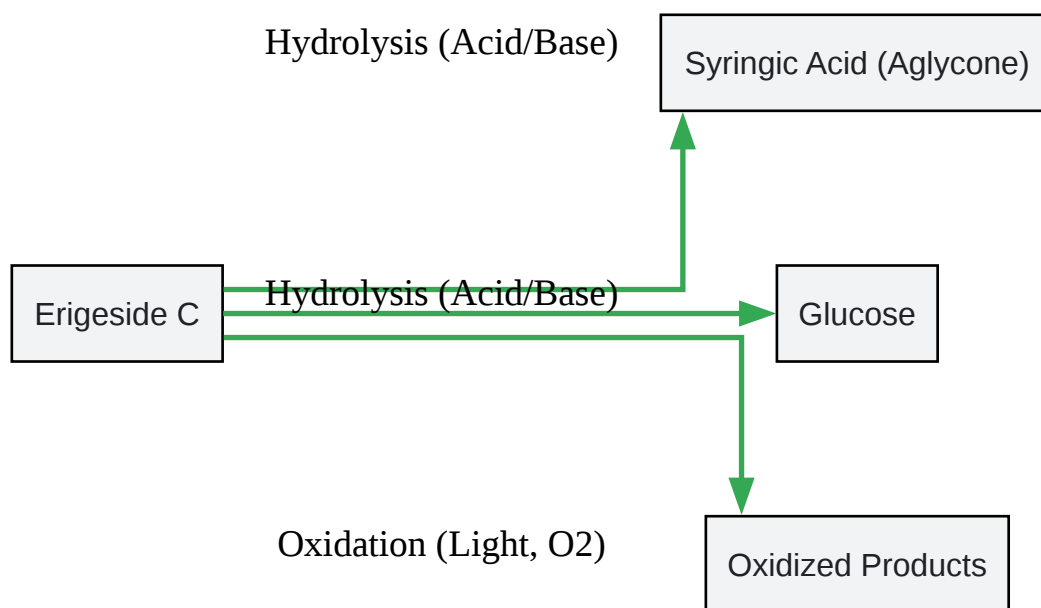 Hydrolysis (Acid/Base)
Syringic Acid (Aglycone)
Erigeside C
Hydrolysis (Acid/Base)
Glucose
Oxidation (Light, O2)
Oxidized Products